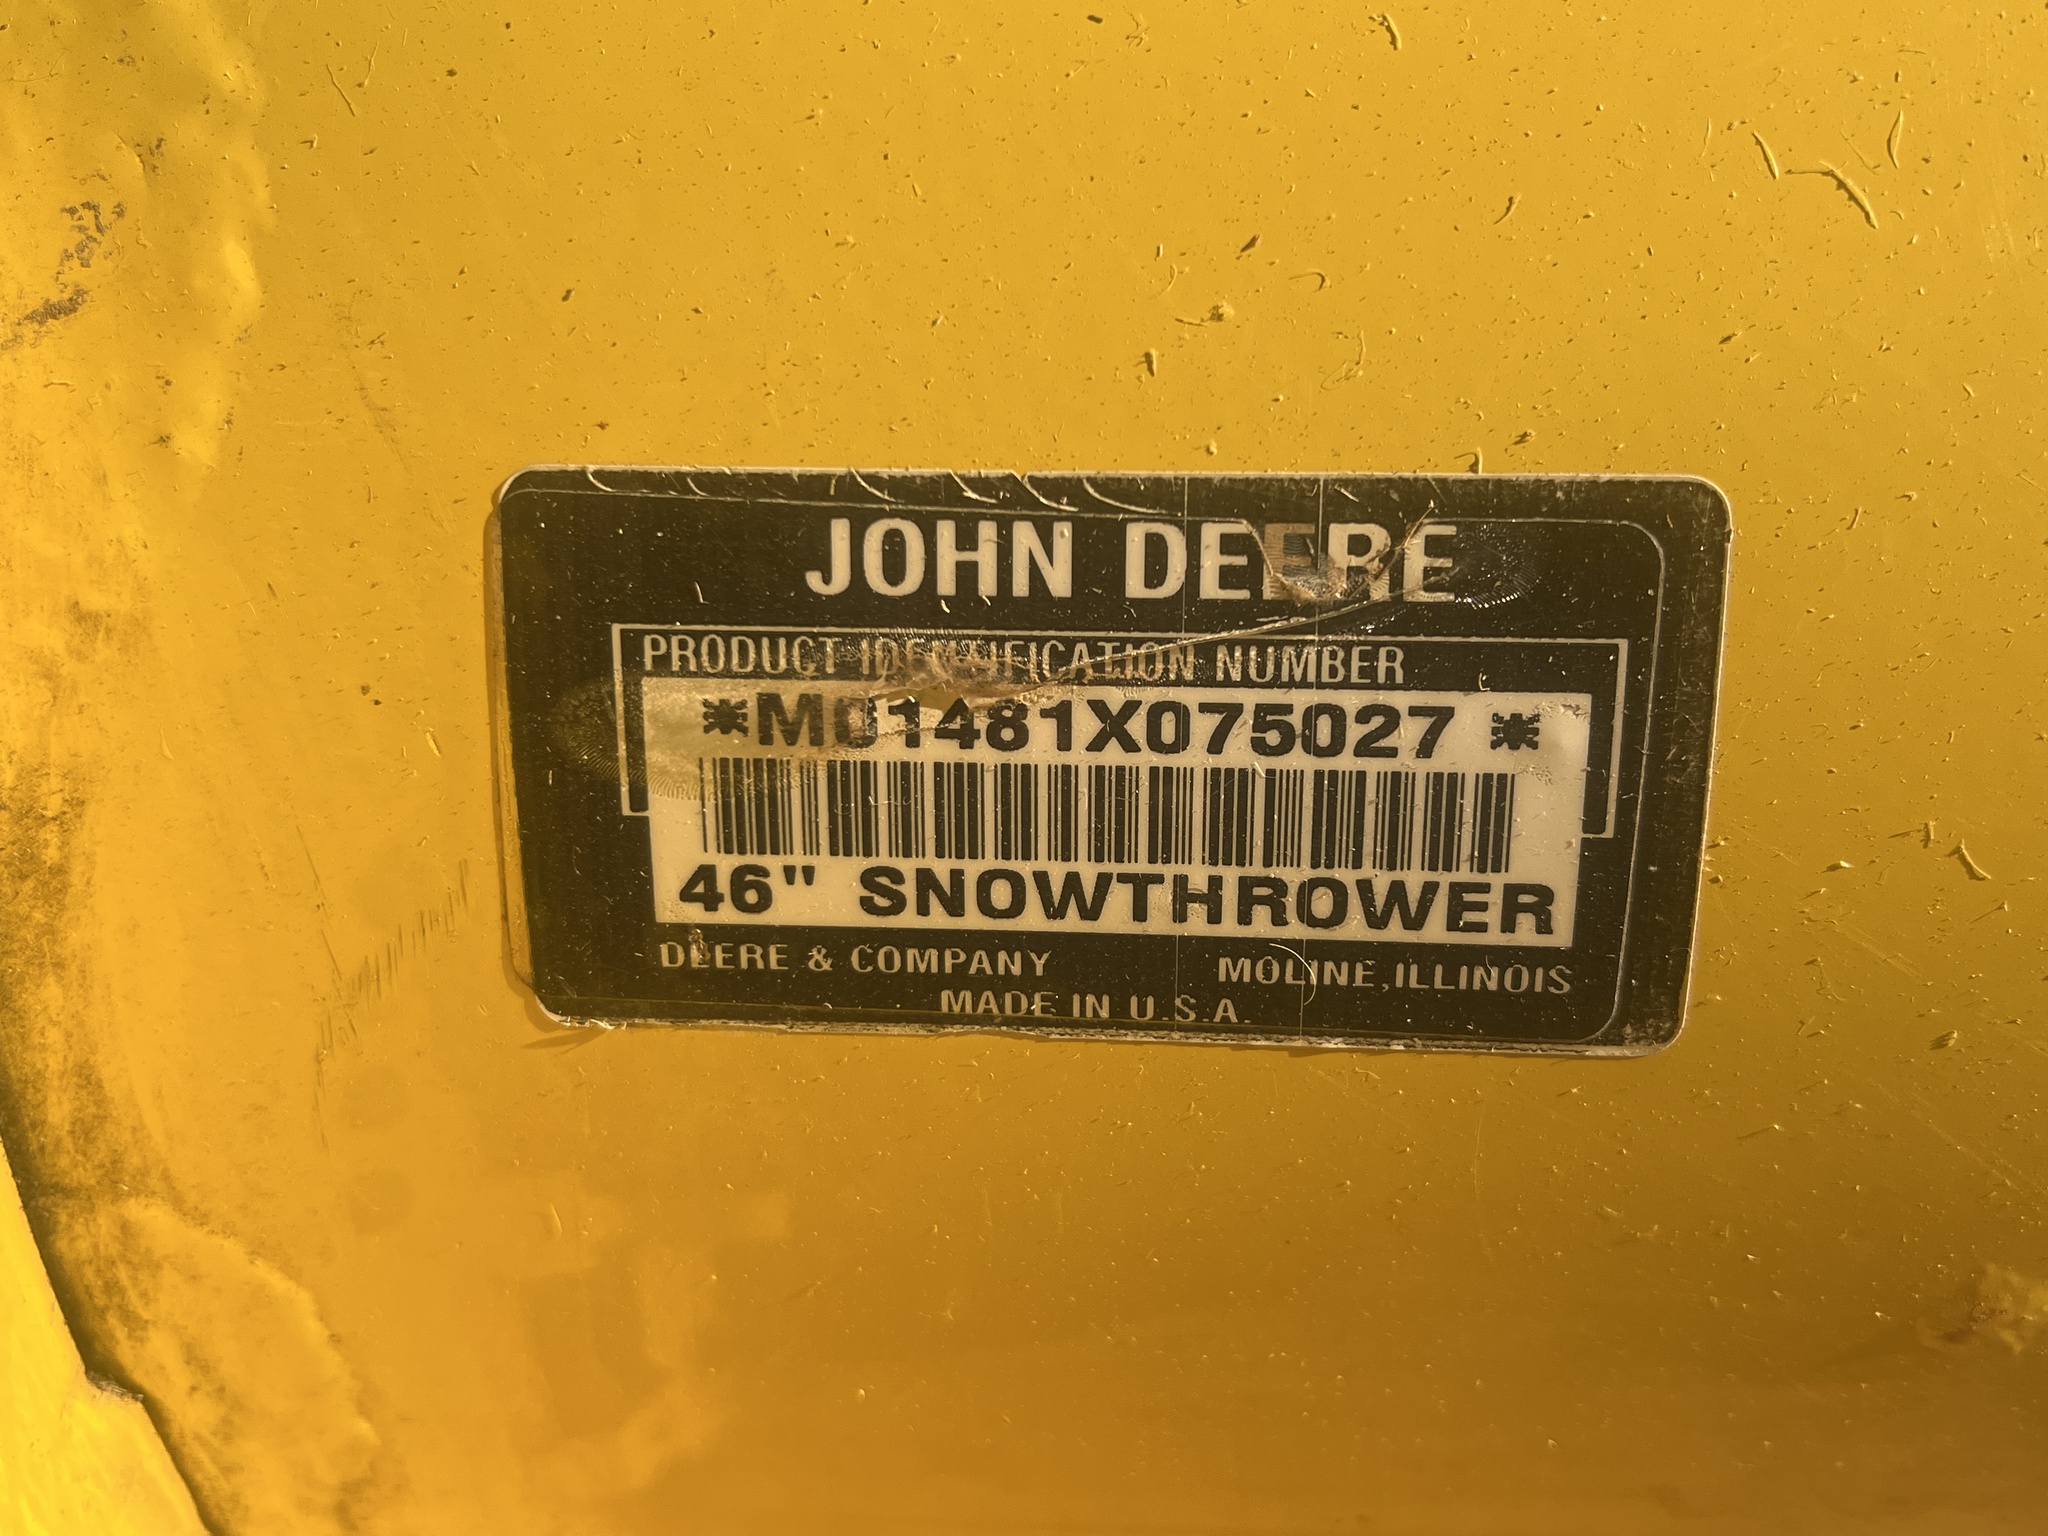 JOHN DEERE
PRODUCT IDENTIFICATION NUMBER
*M01481X075027 *
46" SNOWTHROWER
DEERE & COMPANY MOLINE, ILLINOIS
MADE IN U.S.A.